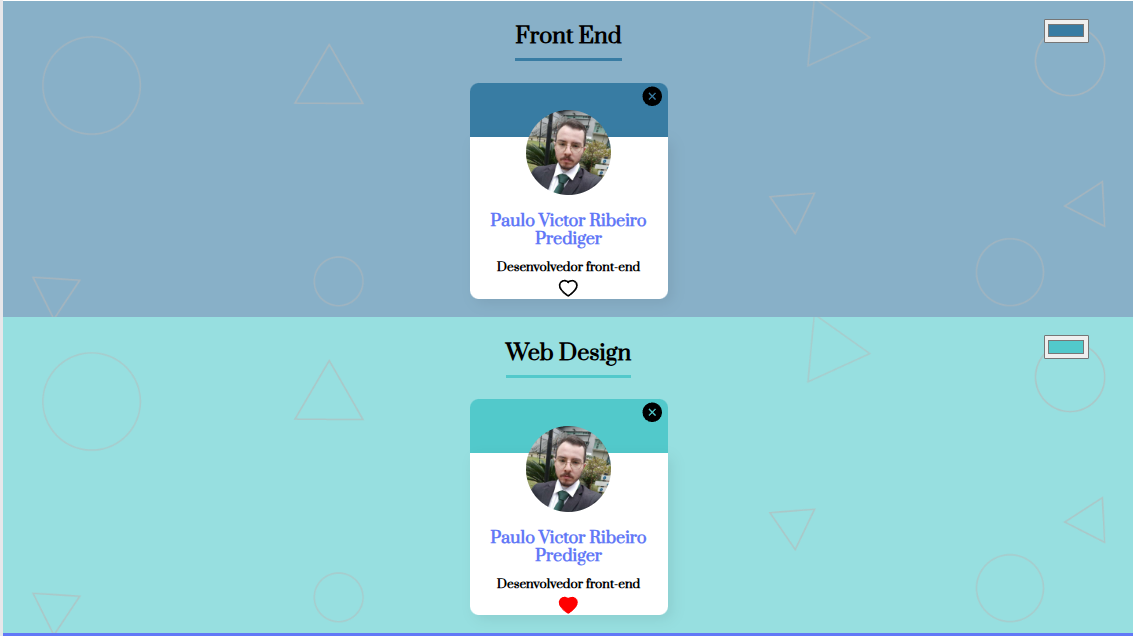 Front End
Paulo Victor Ribeiro
Prediger
Desenvolvedor front-end
Web Design
Paulo Victor Ribeiro
Prediger
Desenvolvedor front-end